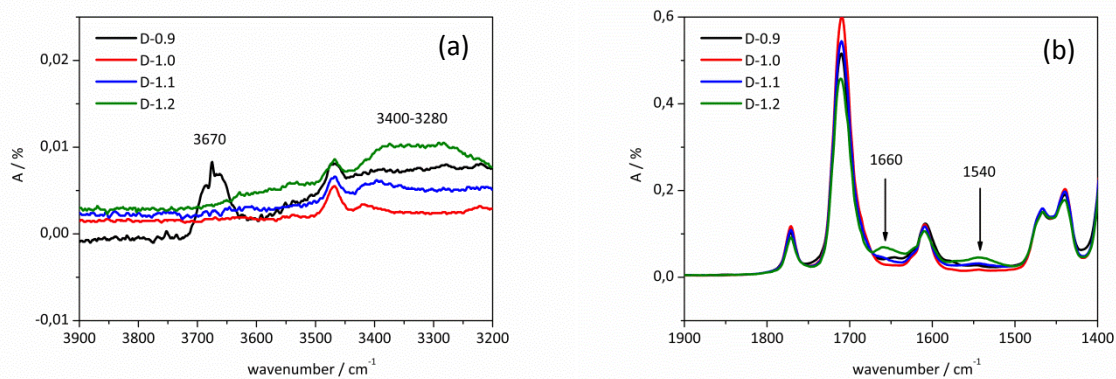 (a)
D-0.9
D-1.0
D-1.1
D-1.2
3670
3400-3280
0,02
0,01
0,00
-0,01
A / %
3900 3800 3700 3600 3500 3400 3300 3200
wavenumber / cm-1
(b)
D-0.9
D-1.0
D-1.1
D-1.2
1660
1540
0,6
0,4
0,2
0,0
A / %
1900 1800 1700 1600 1500 1400
wavenumber / cm-1